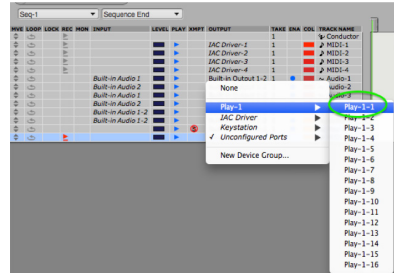 Seq-1 Sequence End
MVE LOOP LOCK REC MON INPUT LEVEL PLAY XMPT OUTPUT TAKE ENA COL TRACK NAME
1 Conductor
IAC Driver-1 1 MIDI-1
IAC Driver-2 1 MIDI-2
IAC Driver-3 1 MIDI-3
IAC Driver-4 1 MIDI-4
Built-in Audio 1 Built-in Output 1-2 1 Audio-1
Built-in Audio 2
Built-in Audio 1
Built-in Audio 2
Built-in Audio 1-2
Built-in Audio 1-2
None
Play-1
IAC Driver
Keystation
✓ Unconfigured Ports
New Device Group...
Play-1-1
Play-1-2
Play-1-3
Play-1-4
Play-1-5
Play-1-6
Play-1-7
Play-1-8
Play-1-9
Play-1-10
Play-1-11
Play-1-12
Play-1-13
Play-1-14
Play-1-15
Play-1-16